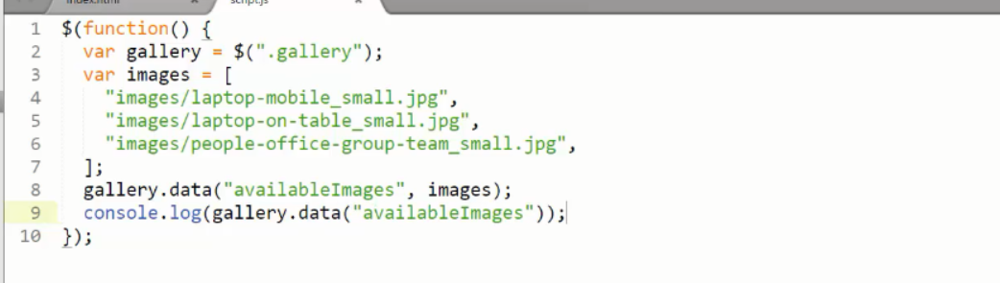 index.html × script.js ×
1 $(function() {
2 var gallery = $(".gallery");
3 var images = [
4 "images/laptop-mobile_small.jpg",
5 "images/laptop-on-table_small.jpg",
6 "images/people-office-group-team_small.jpg",
7 ];
8 gallery.data("availableImages", images);
9 console.log(gallery.data("availableImages"));
10 });